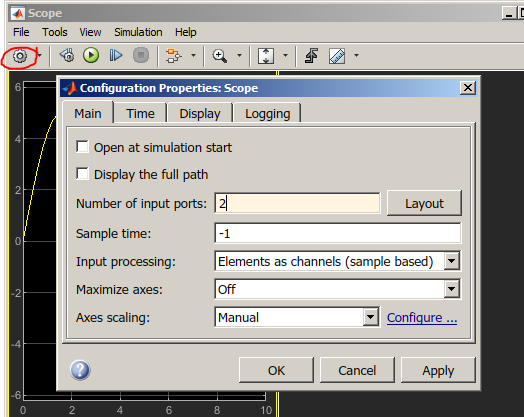 Scope
File Tools View Simulation Help
Configuration Properties: Scope
Main Time Display Logging
Open at simulation start
Display the full path
Number of input ports: 2 Layout
Sample time: -1
Input processing: Elements as channels (sample based)
Maximize axes: Off
Axes scaling: Manual Configure ...
? OK Cancel Apply
6
4
2
0
-2
-4
-6
0 2 4 6 8 10